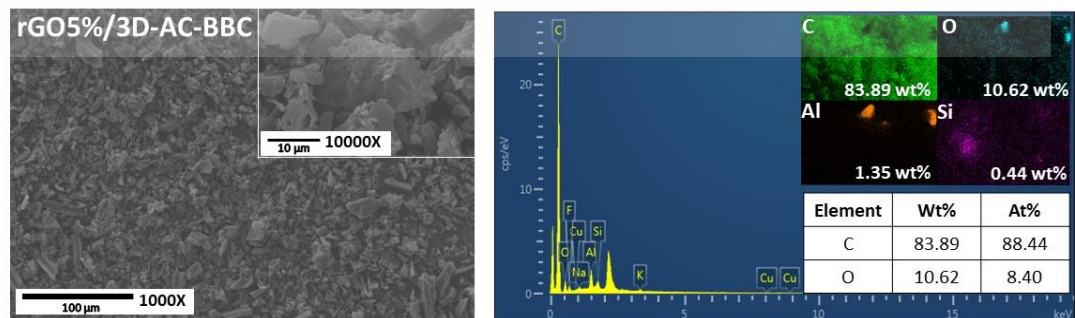 rGO5%/3D-AC-BBC
10 µm 10000X
100 µm 1000X
cps/eV
20
10
0
C
F
Cu
Si
O
Al
Na
K
Cu
Cu
0
5
15
keV
C
83.89 wt%
O
10.62 wt%
Al
1.35 wt%
Si
0.44 wt%
Element Wt% At%
C 83.89 88.44
O 10.62 8.40